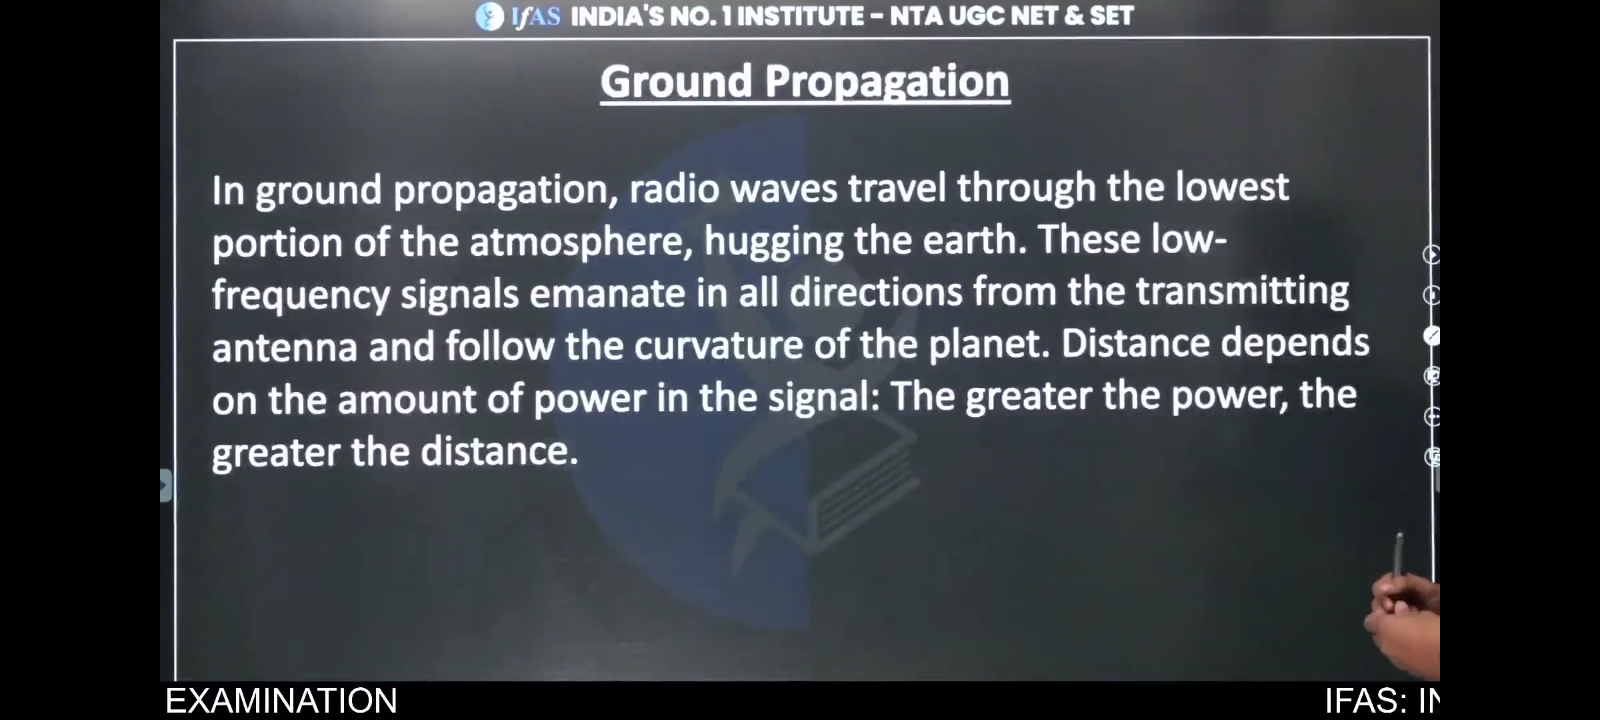 IfAS INDIA'S NO. 1 INSTITUTE – NTA UGC NET & SET
Ground Propagation
In ground propagation, radio waves travel through the lowest
portion of the atmosphere, hugging the earth. These low-
frequency signals emanate in all directions from the transmitting
antenna and follow the curvature of the planet. Distance depends
on the amount of power in the signal: The greater the power, the
greater the distance.
EXAMINATION
IFAS: